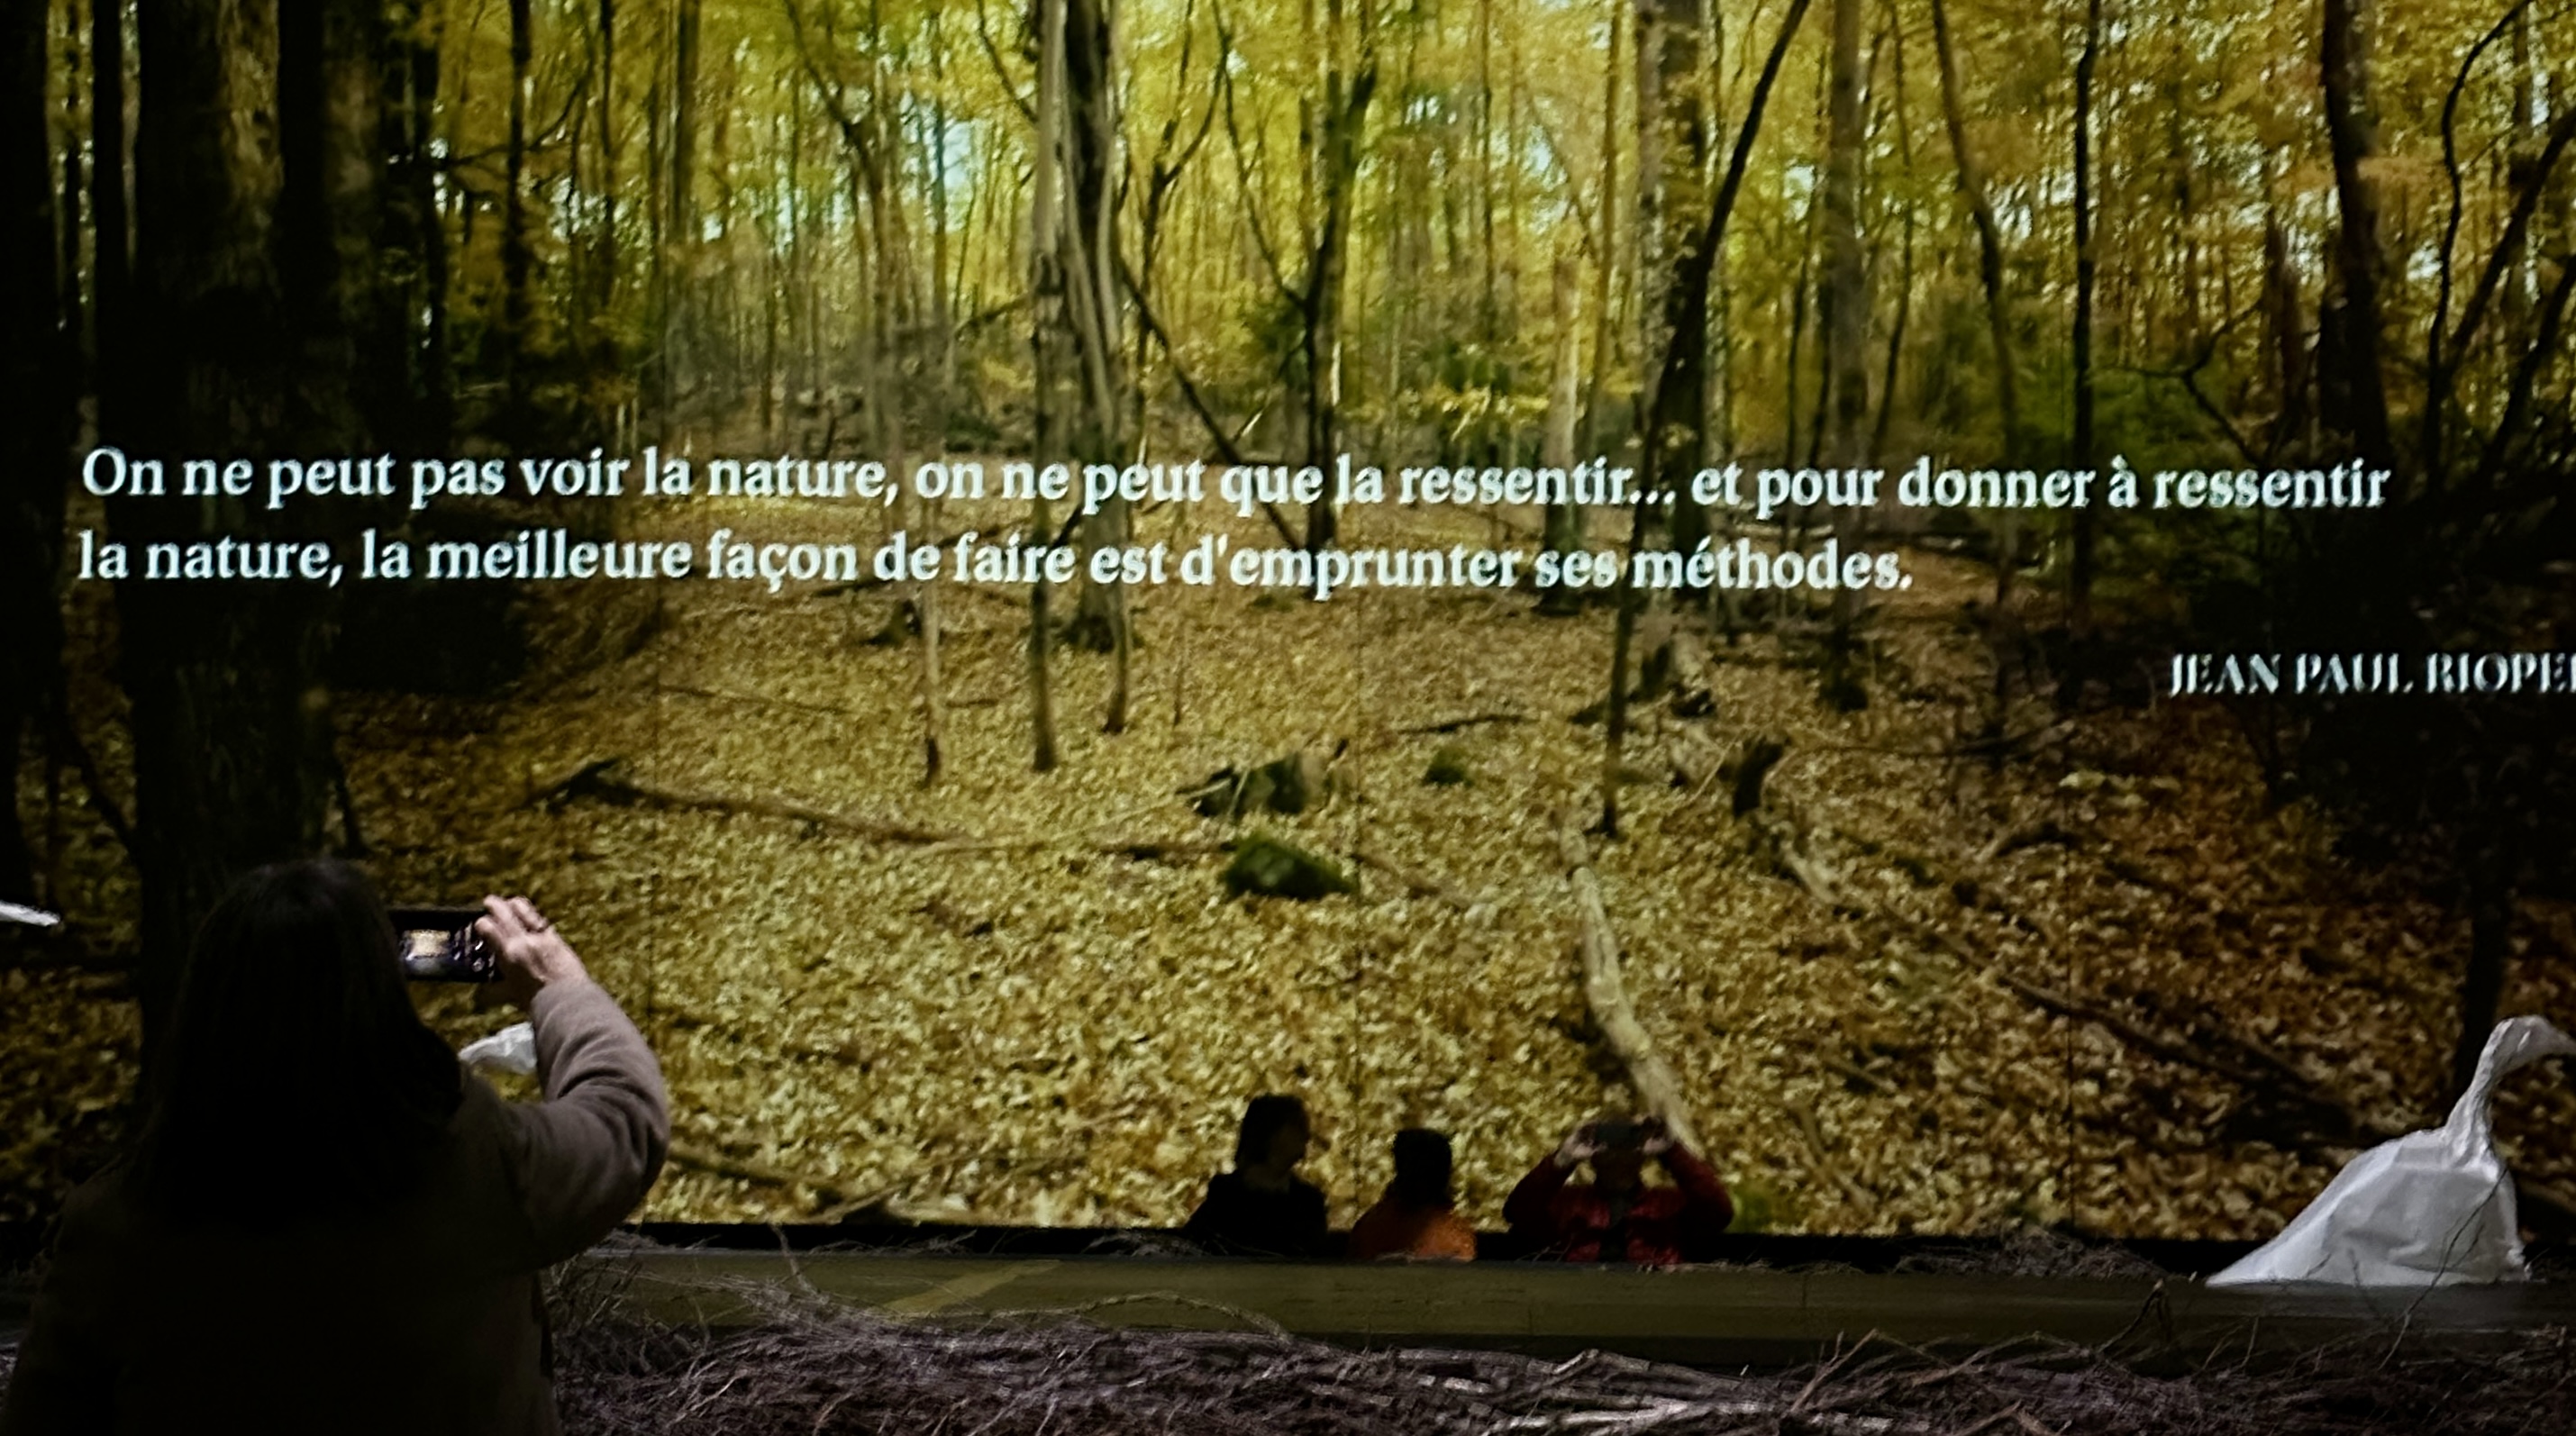 On ne peut pas voir la nature, on ne peut que la ressentir... et pour donner à ressentir
la nature, la meilleure façon de faire est d'emprunter ses méthodes.
JEAN PAUL RIOPEL